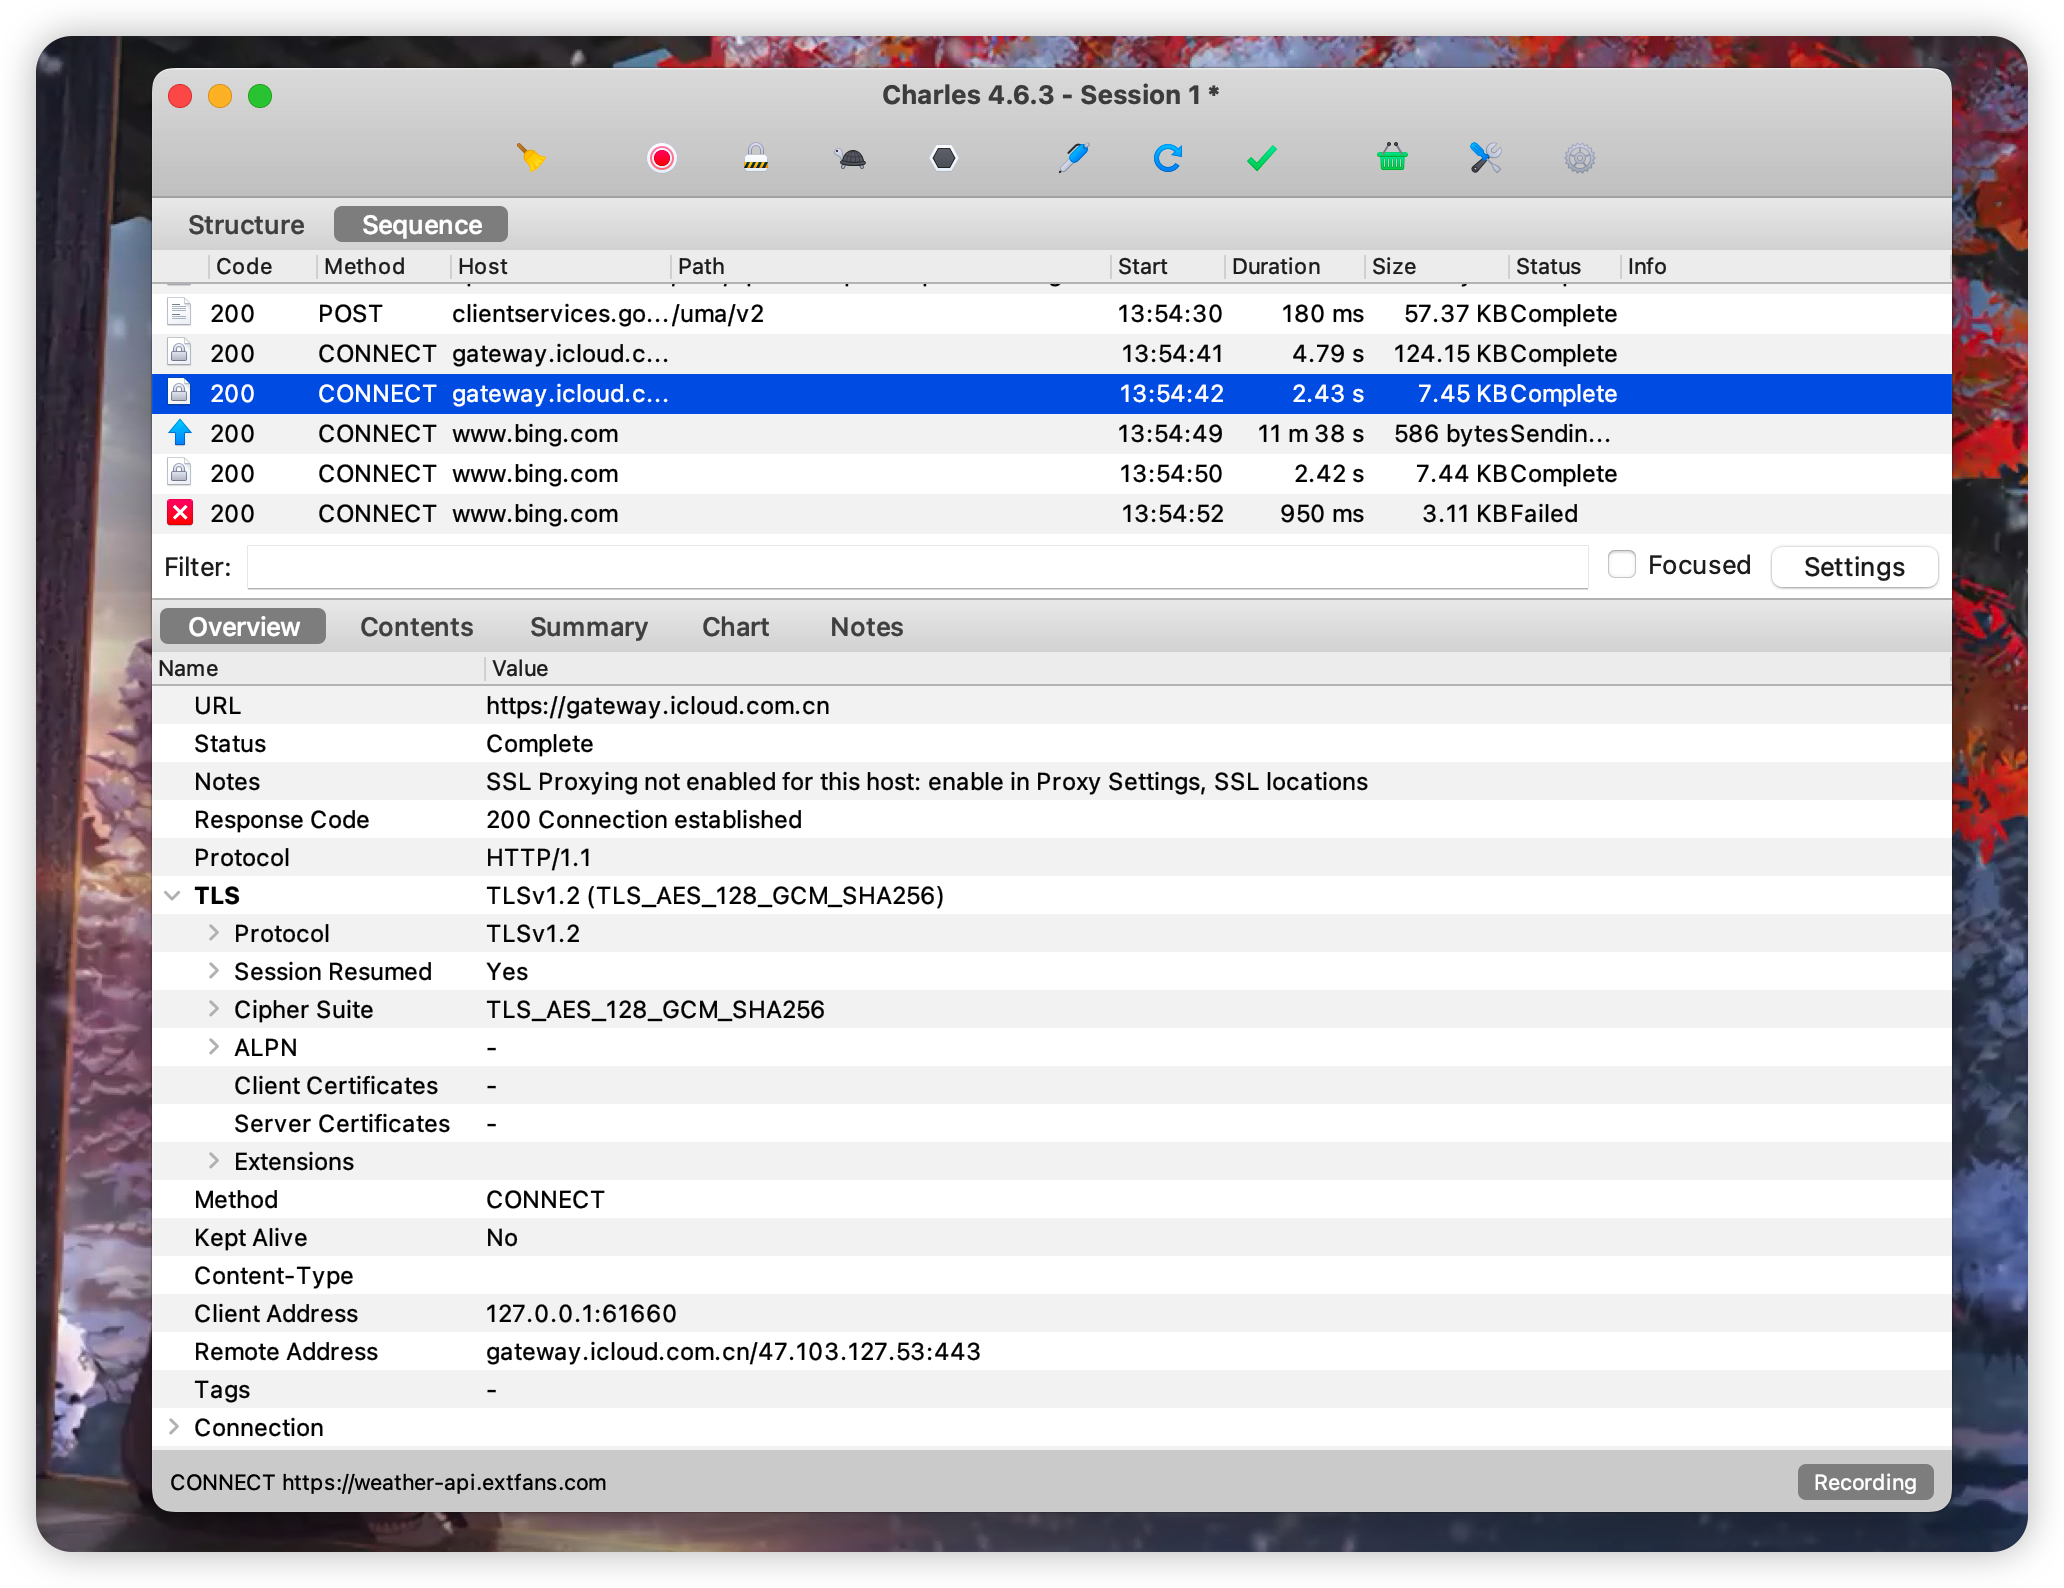 Charles 4.6.3 - Session 1 *
Structure Sequence
Code Method Host Path Start Duration Size Status Info
200 POST clientservices.go... /uma/v2 13:54:30 180 ms 57.37 KB Complete
200 CONNECT gateway.icloud.c... 13:54:41 4.79 s 124.15 KB Complete
200 CONNECT gateway.icloud.c... 13:54:42 2.43 s 7.45 KB Complete
200 CONNECT www.bing.com 13:54:49 11 m 38 s 586 bytes Sendin...
200 CONNECT www.bing.com 13:54:50 2.42 s 7.44 KB Complete
200 CONNECT www.bing.com 13:54:52 950 ms 3.11 KB Failed
Filter: Focused Settings
Overview Contents Summary Chart Notes
Name Value
URL https://gateway.icloud.com.cn
Status Complete
Notes SSL Proxying not enabled for this host: enable in Proxy Settings, SSL locations
Response Code 200 Connection established
Protocol HTTP/1.1
TLS TLSv1.2 (TLS_AES_128_GCM_SHA256)
Protocol TLSv1.2
Session Resumed Yes
Cipher Suite TLS_AES_128_GCM_SHA256
ALPN -
Client Certificates -
Server Certificates -
Extensions
Method CONNECT
Kept Alive No
Content-Type
Client Address 127.0.0.1:61660
Remote Address gateway.icloud.com.cn/47.103.127.53:443
Tags -
Connection
CONNECT https://weather-api.extfans.com Recording